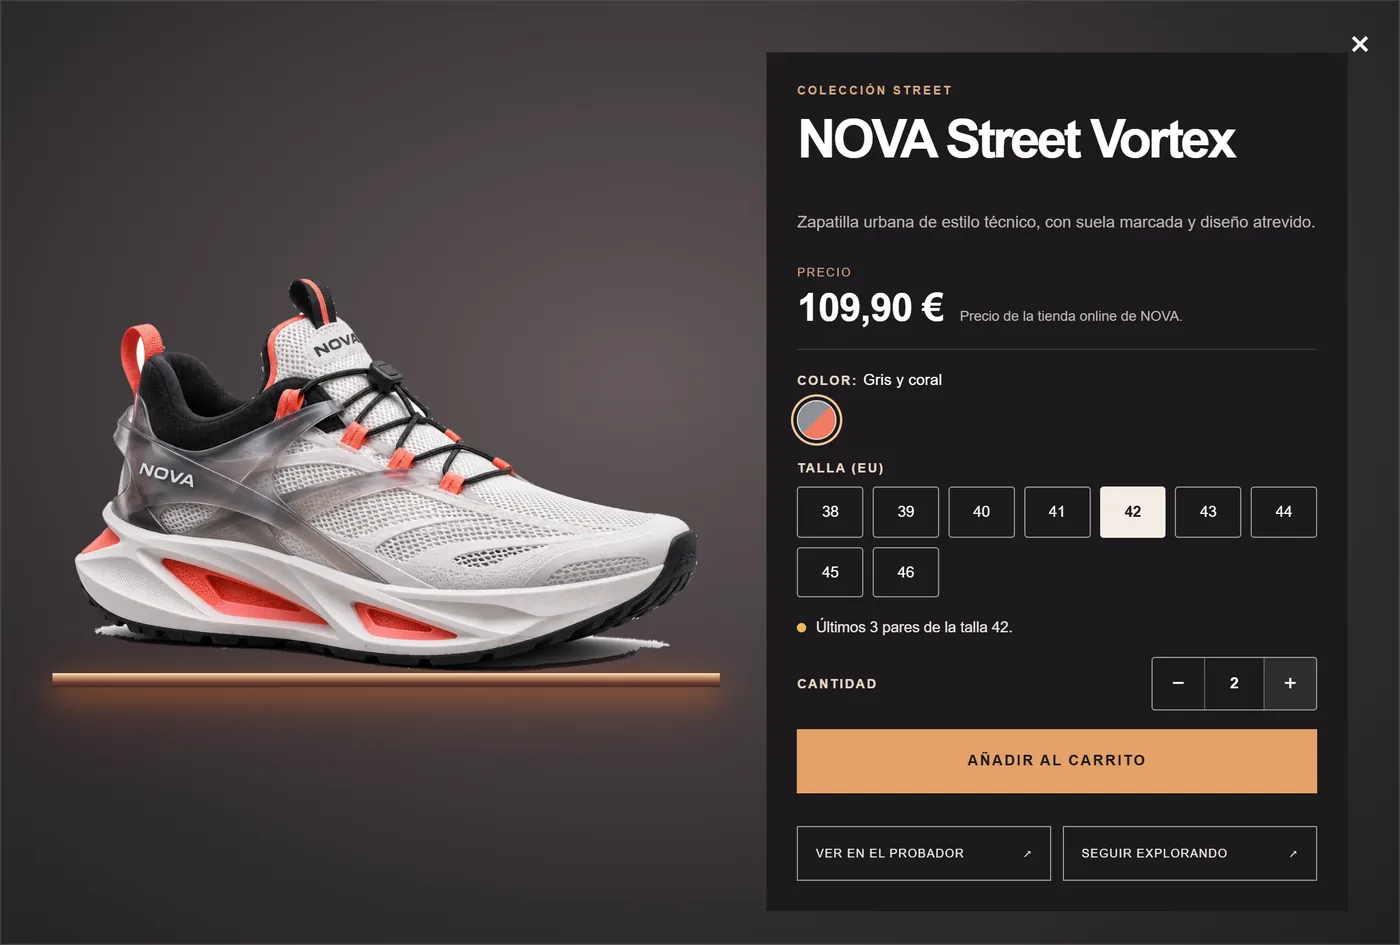 ×
COLECCIÓN STREET
NOVA Street Vortex
Zapatilla urbana de estilo técnico, con suela marcada y diseño atrevido.
PRECIO
109,90 € Precio de la tienda online de NOVA.
COLOR: Gris y coral
TALLA (EU)
38 39 40 41 42 43 44
45 46
Últimos 3 pares de la talla 42.
CANTIDAD − 2 +
AÑADIR AL CARRITO
VER EN EL PROBADOR ↗ SEGUIR EXPLORANDO ↗
NOVA
NOVA